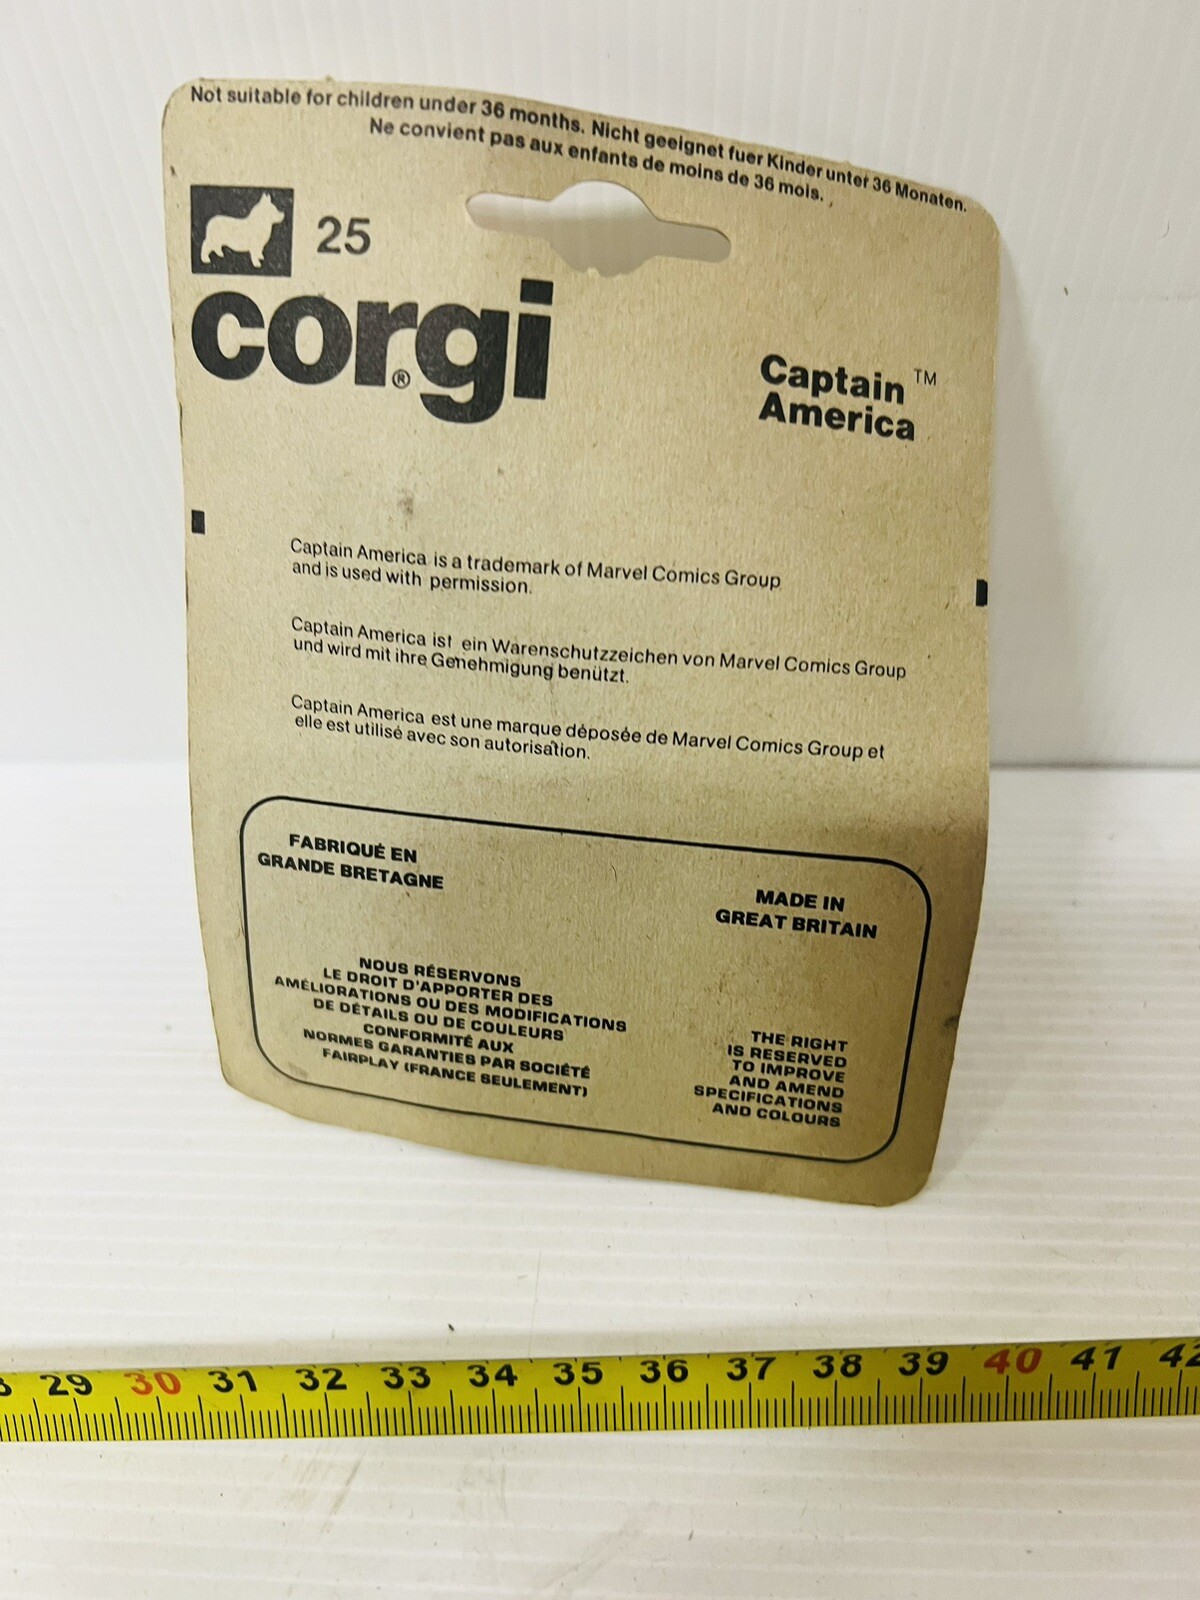 Not suitable for children under 36 months. Nicht geeignet fuer Kinder unter 36 Monaten.
Ne convient pas aux enfants de moins de 36 mois.
25
corgi®
Captain™
America
Captain America is a trademark of Marvel Comics Group
and is used with permission.
Captain America ist ein Warenschutzzeichen von Marvel Comics Group
und wird mit ihre Genehmigung benützt.
Captain America est une marque déposée de Marvel Comics Group et
elle est utilisé avec son autorisation.
FABRIQUÉ EN
GRANDE BRETAGNE
MADE IN
GREAT BRITAIN
NOUS RÉSERVONS
LE DROIT D'APPORTER DES
AMÉLIORATIONS OU DES MODIFICATIONS
DE DÉTAILS OU DE COULEURS
CONFORMITÉ AUX
NORMES GARANTIES PAR SOCIÉTÉ
FAIRPLAY (FRANCE SEULEMENT)
THE RIGHT
IS RESERVED
TO IMPROVE
AND AMEND
SPECIFICATIONS
AND COLOURS
29 30 31 32 33 34 35 36 37 38 39 40 41 42